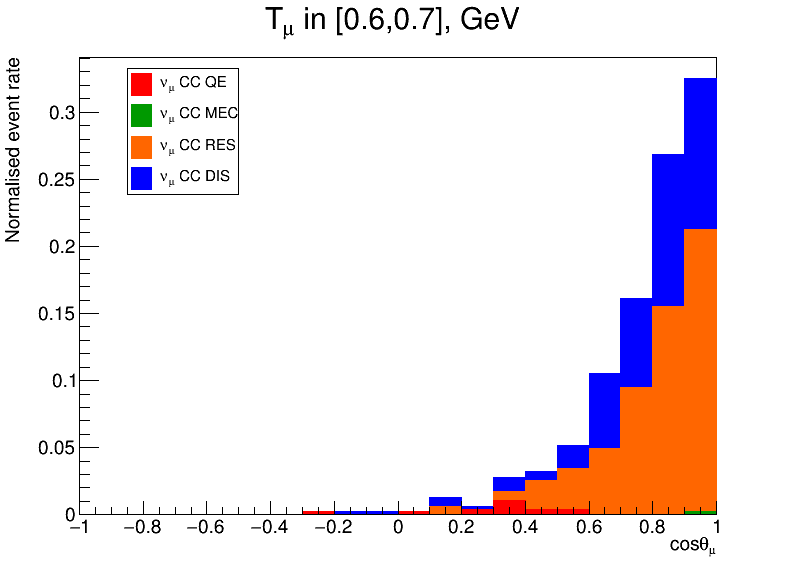 T_μ in [0.6,0.7], GeV
Normalised event rate
ν_μ CC QE
ν_μ CC MEC
ν_μ CC RES
ν_μ CC DIS
0.3
0.25
0.2
0.15
0.1
0.05
0
−1 −0.8 −0.6 −0.4 −0.2 0 0.2 0.4 0.6 0.8 1
cosθ_μ